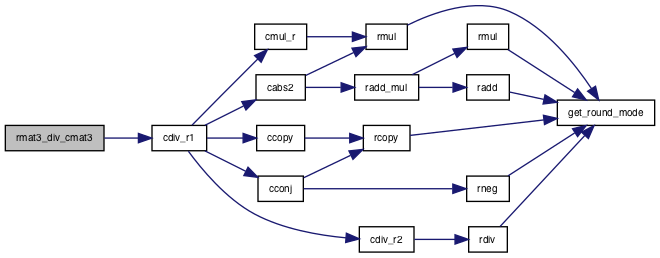 rmat3_div_cmat3
cdiv_r1
cmul_r
cabs2
ccopy
cconj
cdiv_r2
rmul
radd_mul
rcopy
rmul
radd
rneg
rdiv
get_round_mode